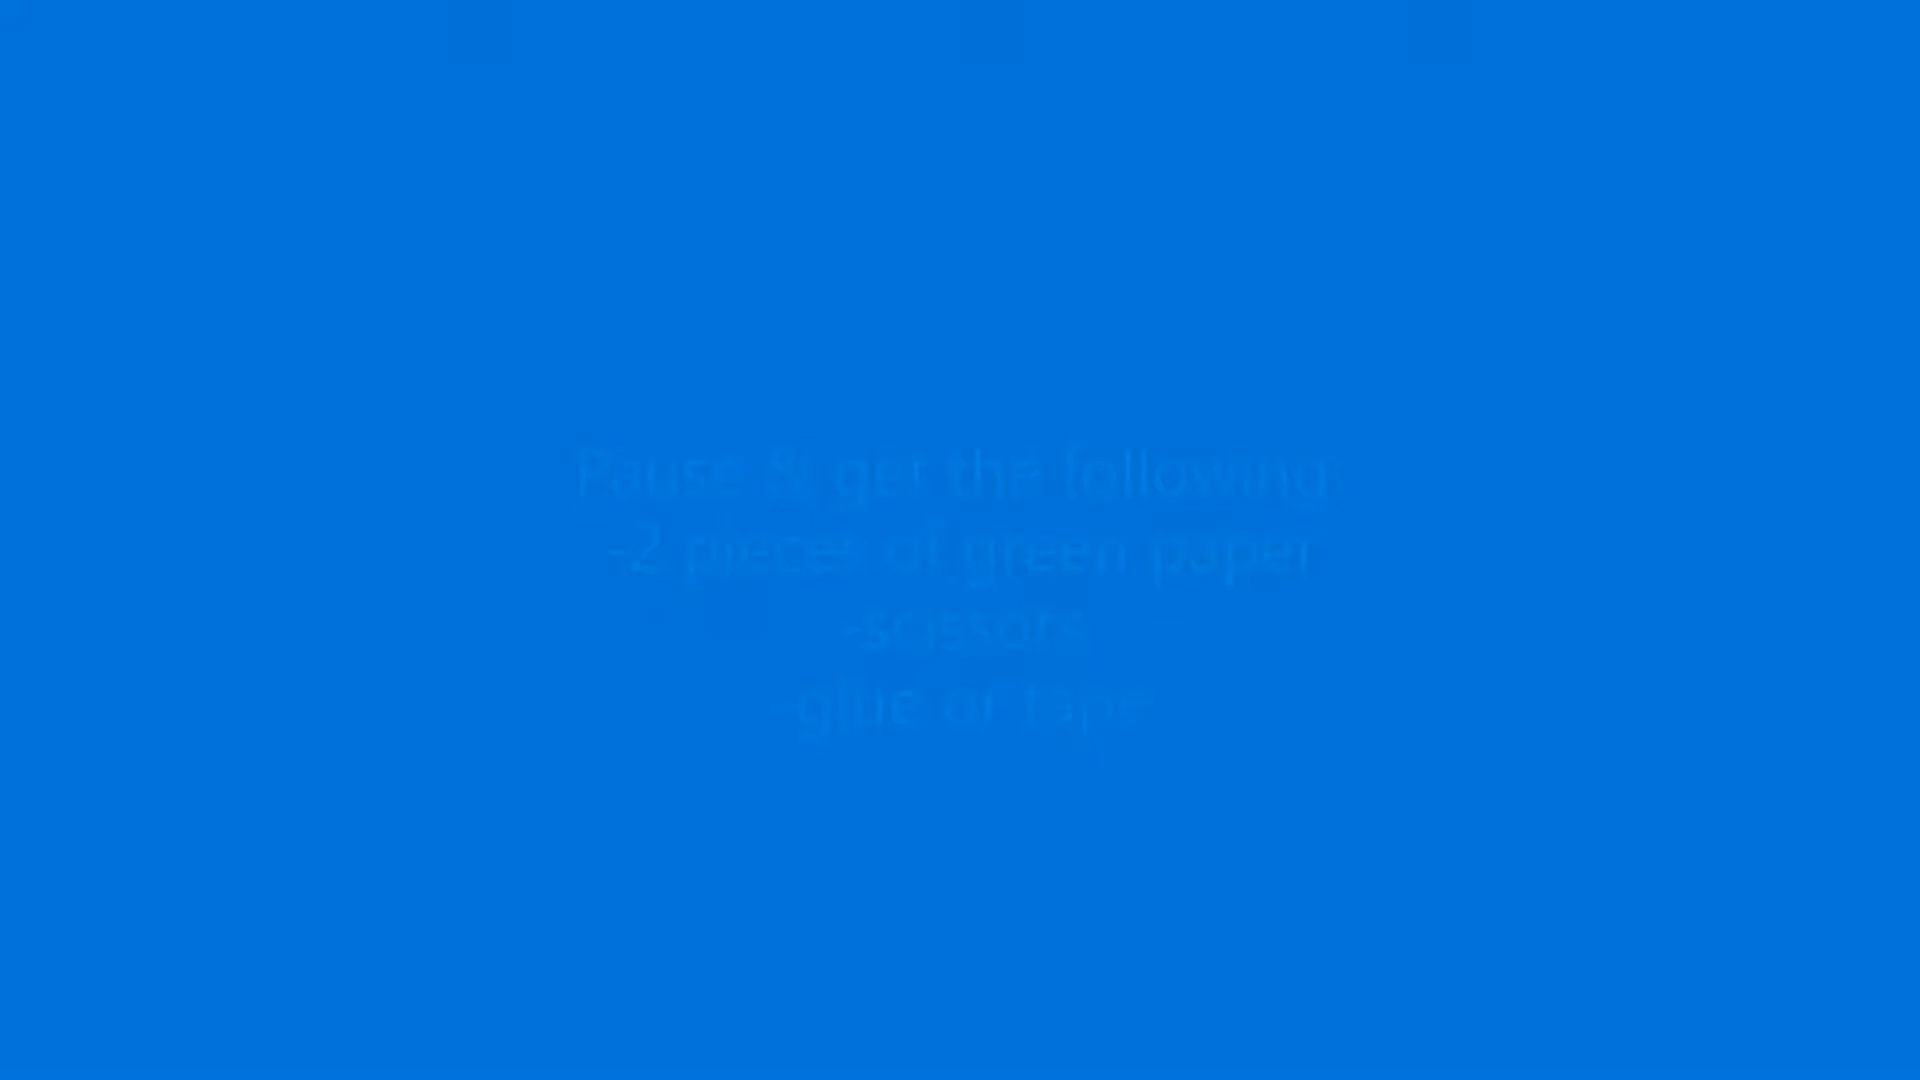 Pause & get the following:
-2 pieces of green paper
-scissors
-glue or tape